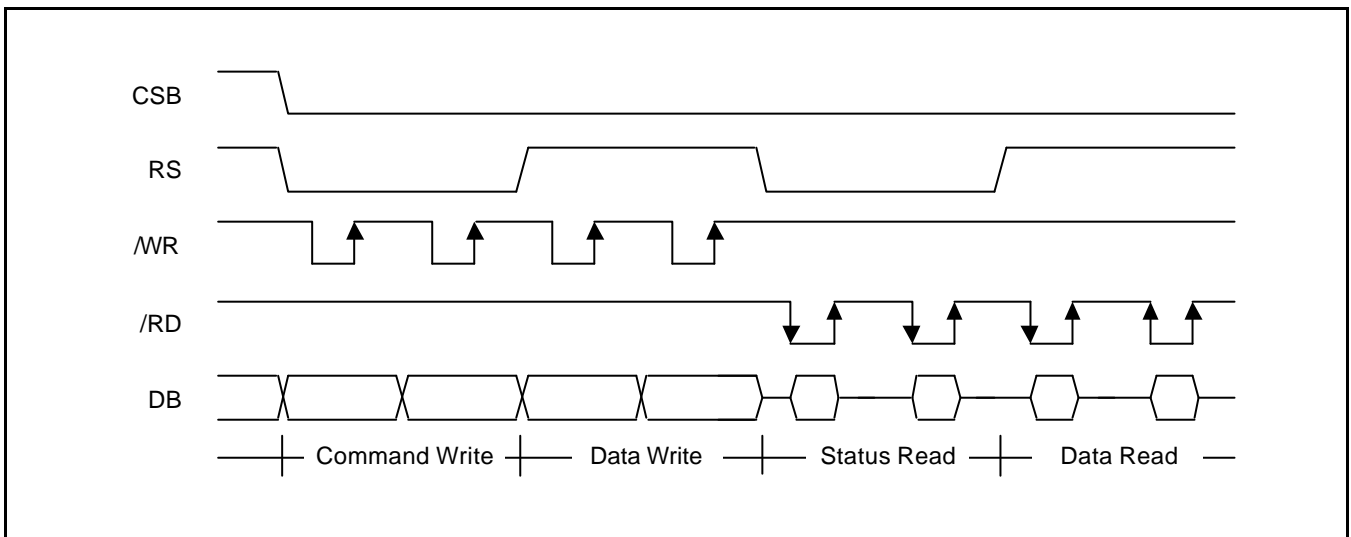 CSB
RS
/WR
/RD
DB
Command Write Data Write Status Read Data Read